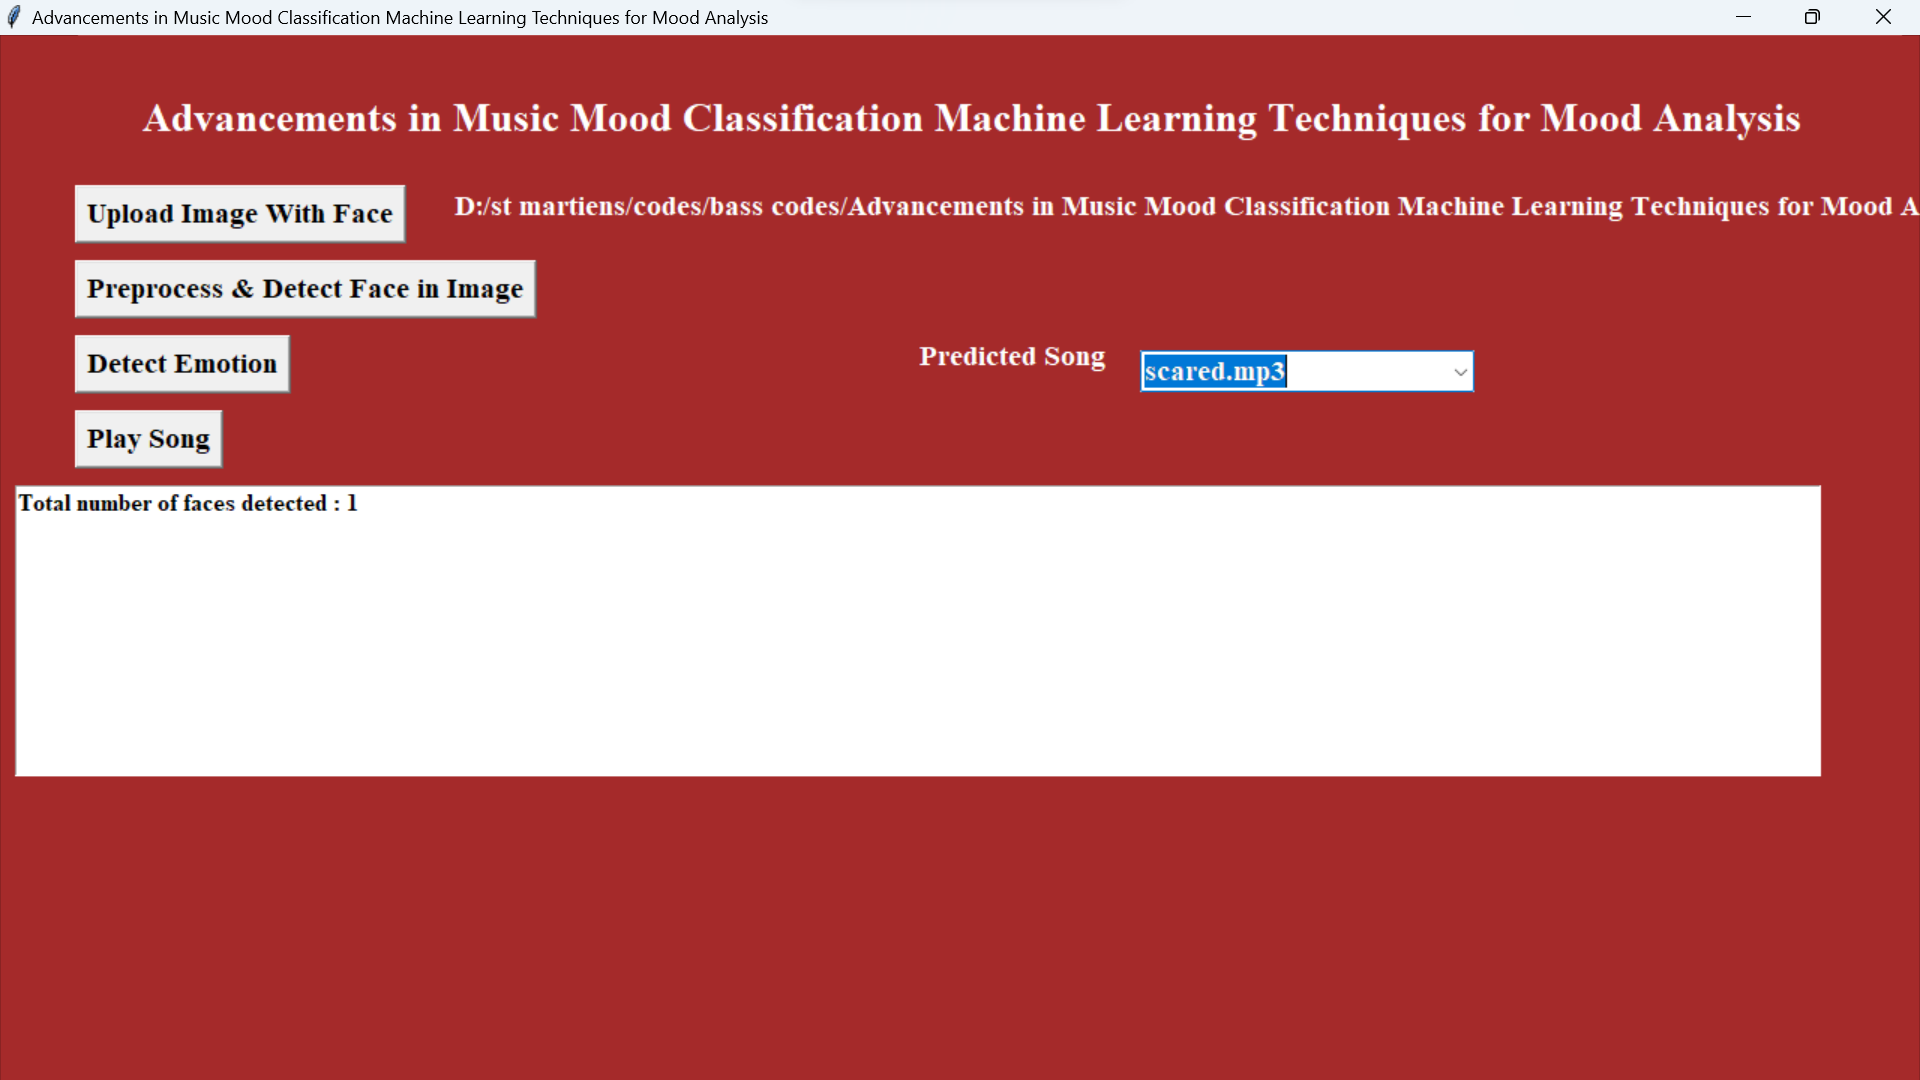 Advancements in Music Mood Classification Machine Learning Techniques for Mood Analysis
Advancements in Music Mood Classification Machine Learning Techniques for Mood Analysis
Upload Image With Face
D:/st martiens/codes/bass codes/Advancements in Music Mood Classification Machine Learning Techniques for Mood A
Preprocess & Detect Face in Image
Detect Emotion
Predicted Song
scared.mp3
Play Song
Total number of faces detected : 1